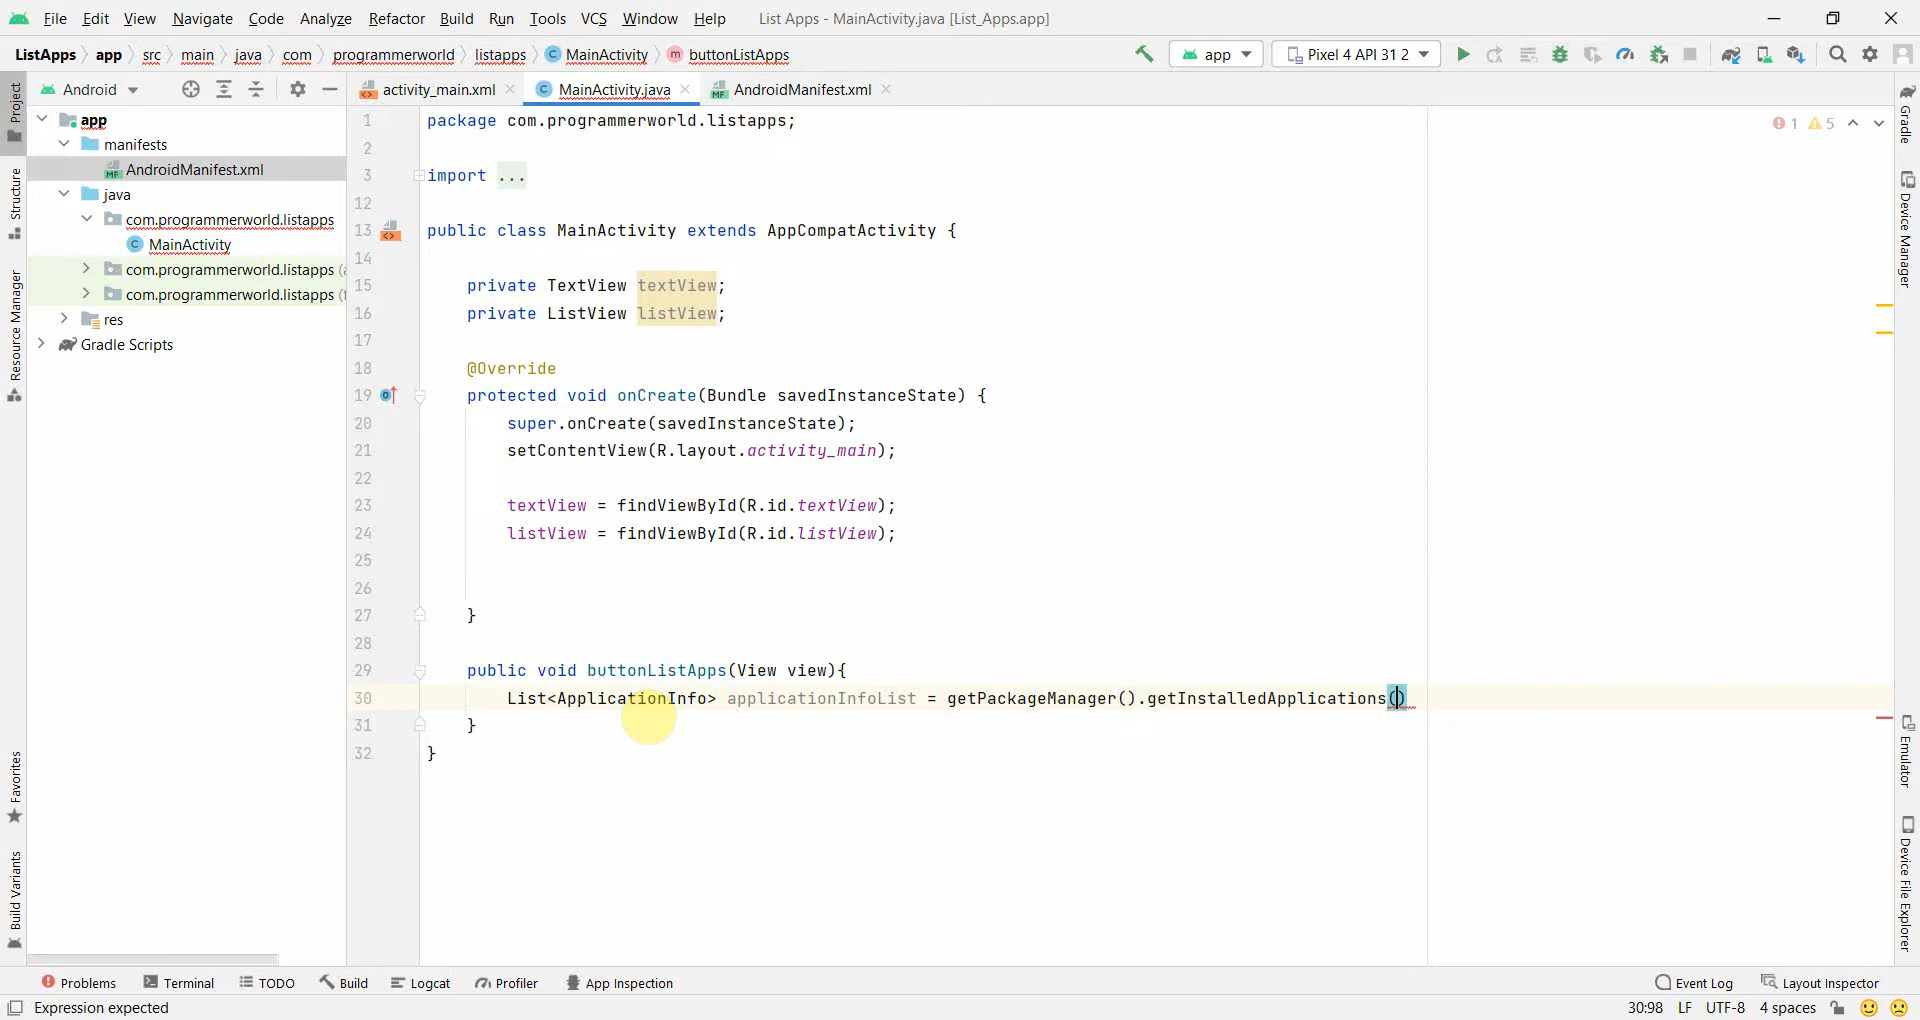 File Edit View Navigate Code Analyze Refactor Build Run Tools VCS Window Help List Apps - MainActivity.java [List_Apps.app]
ListApps app src main java com programmerworld listapps MainActivity buttonListApps app Pixel 4 API 31 2
Android activity_main.xml MainActivity.java AndroidManifest.xml
app
manifests
AndroidManifest.xml
java
com.programmerworld.listapps
MainActivity
com.programmerworld.listapps
com.programmerworld.listapps
res
Gradle Scripts
1 package com.programmerworld.listapps;
2
3 import ...
12
13 public class MainActivity extends AppCompatActivity {
14
15 private TextView textView;
16 private ListView listView;
17
18 @Override
19 protected void onCreate(Bundle savedInstanceState) {
20 super.onCreate(savedInstanceState);
21 setContentView(R.layout.activity_main);
22
23 textView = findViewById(R.id.textView);
24 listView = findViewById(R.id.listView);
25
26
27 }
28
29 public void buttonListApps(View view){
30 List<ApplicationInfo> applicationInfoList = getPackageManager().getInstalledApplications()
31 }
32 }
1 5
Project
Structure
Resource Manager
Favorites
Build Variants
Gradle
Device Manager
Emulator
Device File Explorer
Problems Terminal TODO Build Logcat Profiler App Inspection Event Log Layout Inspector
Expression expected 30:98 LF UTF-8 4 spaces